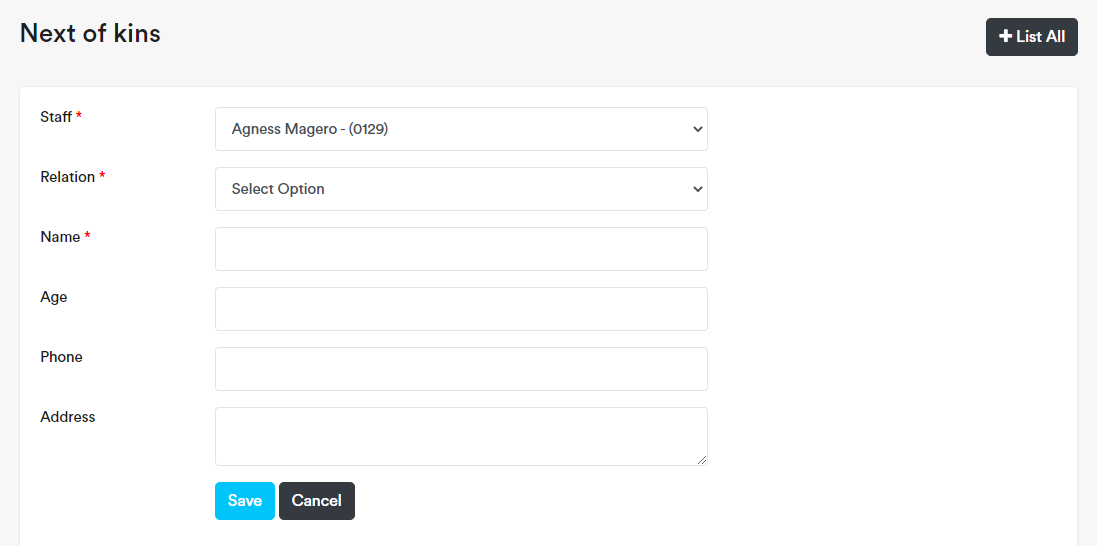 Next of kins
List All
Staff *
Agness Magero - (0129)
Relation *
Select Option
Name *
Age
Phone
Address
Save Cancel